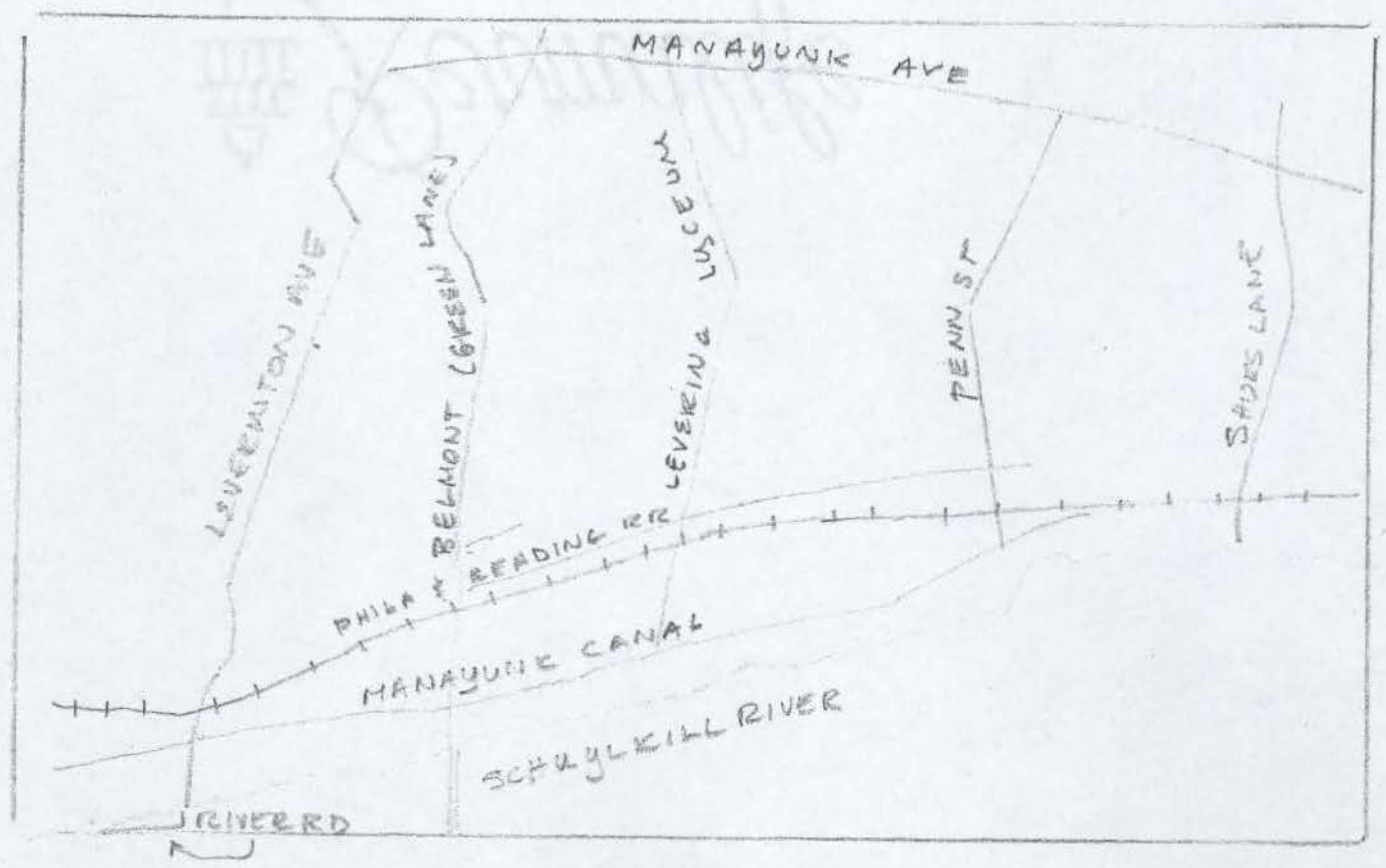 MANAYUNK AVE
LEVERINGTON AVE
BELMONT (GREEN LANE)
LEVERING LYCEUM
PENN ST
SHURS LANE
PHILA & READING RR
MANAYUNK CANAL
SCHUYLKILL RIVER
RIVER RD